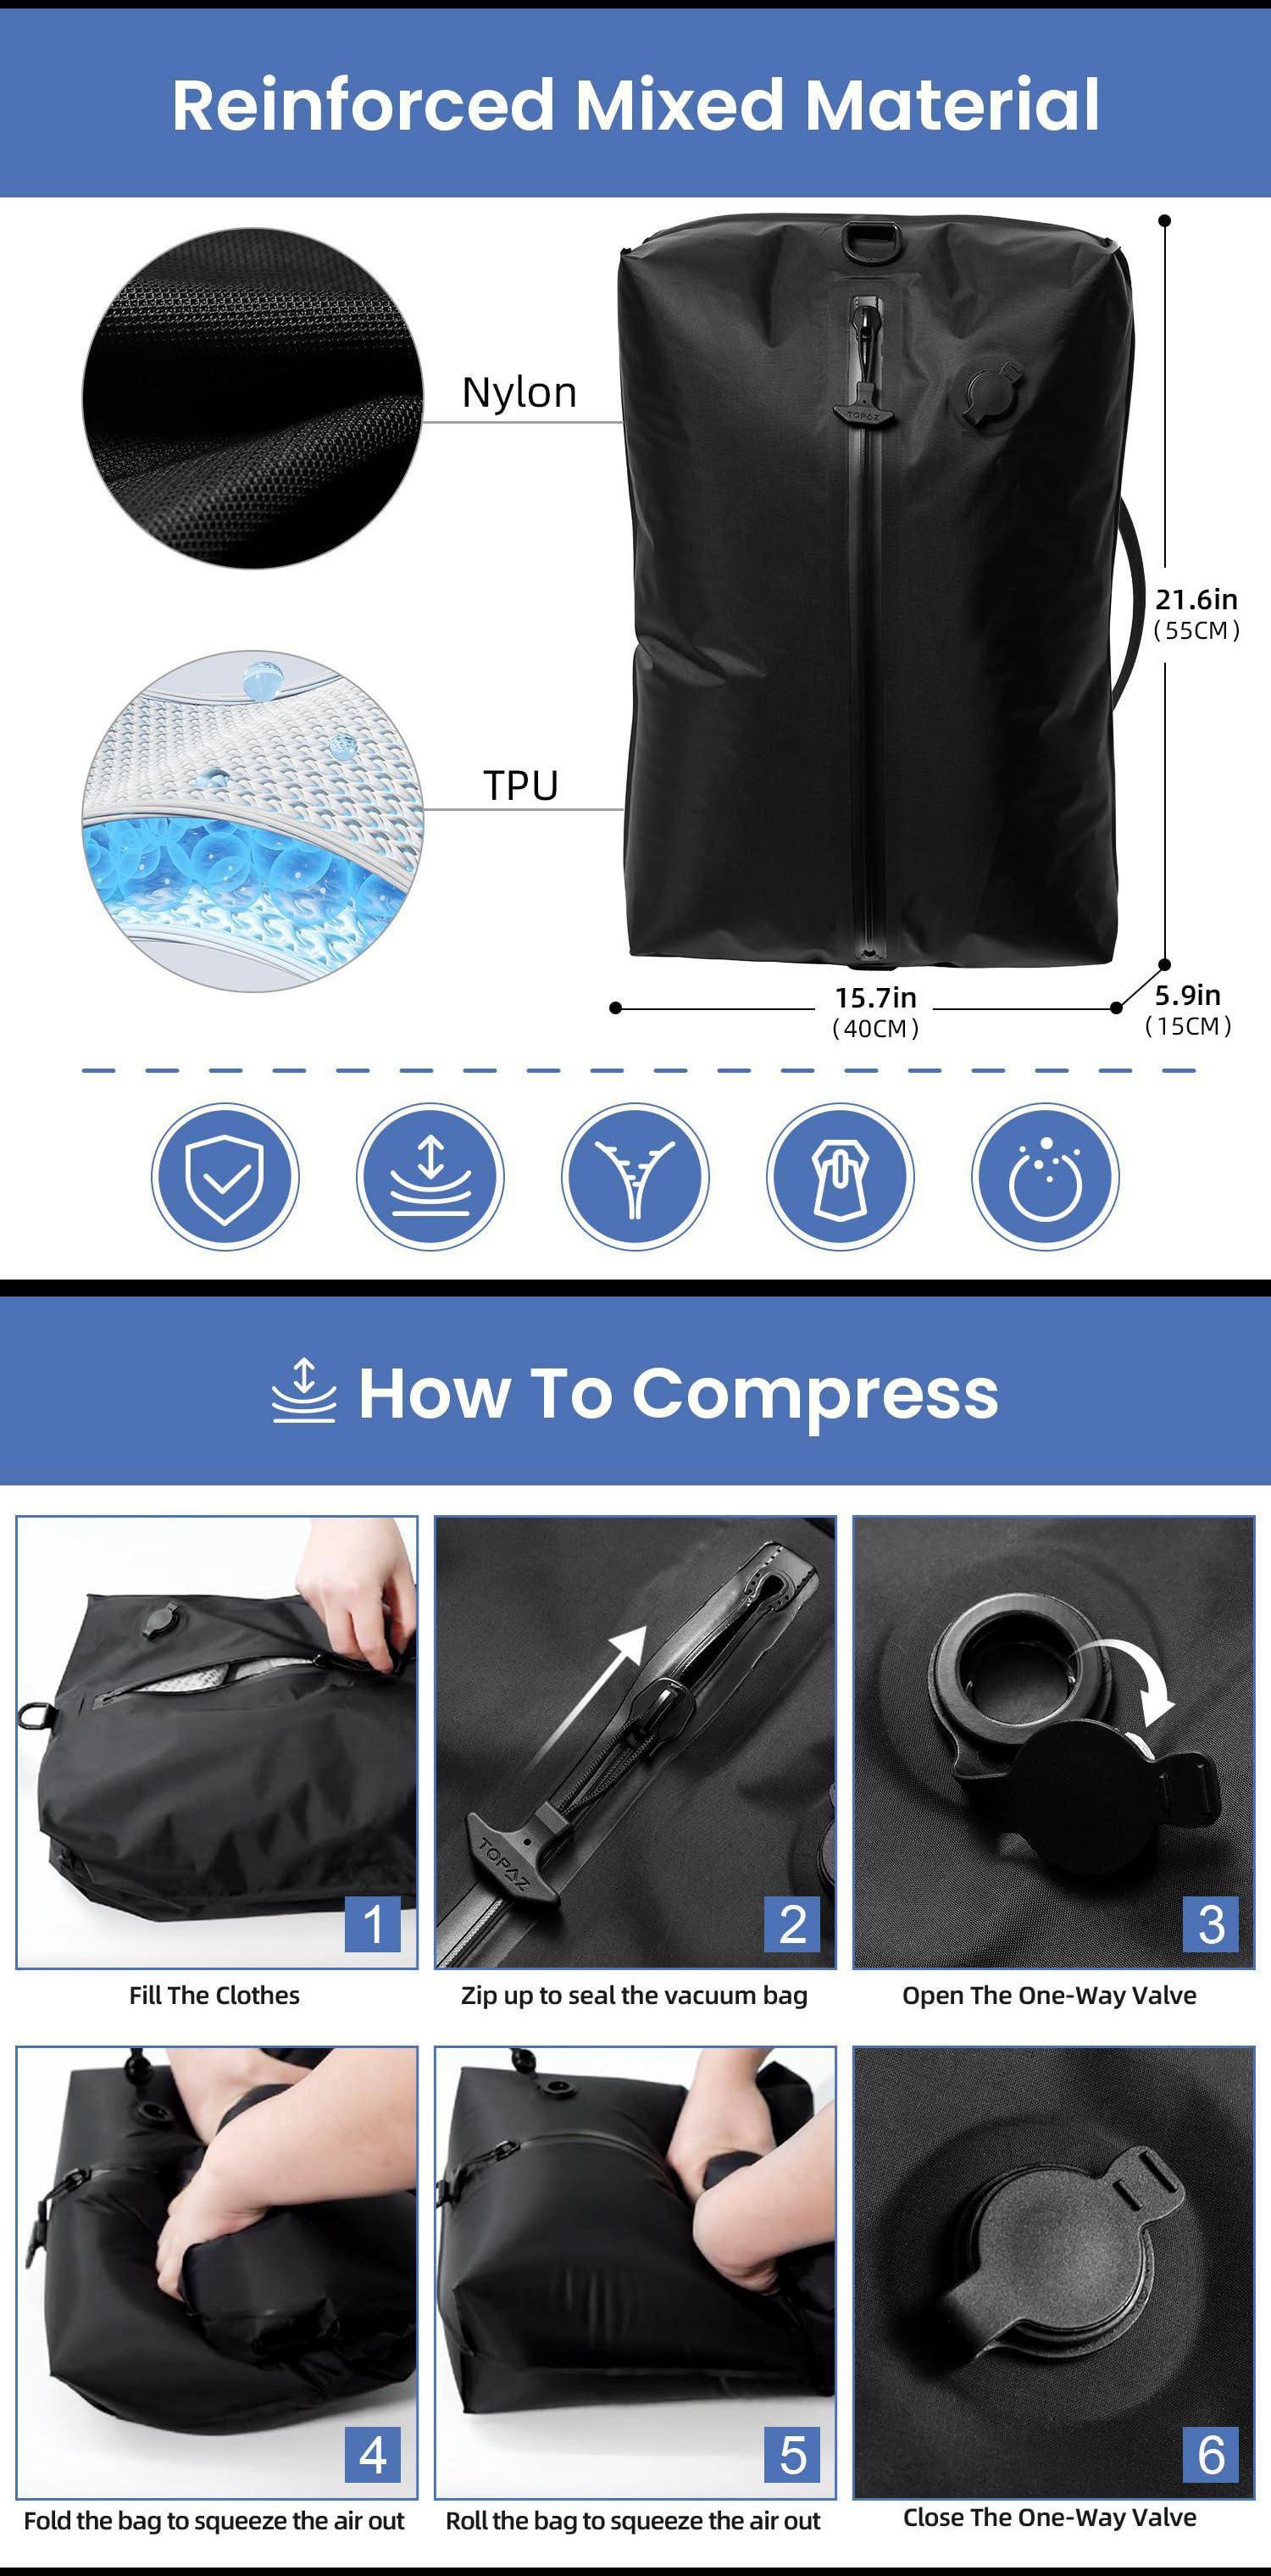 Reinforced Mixed Material
Nylon
TOPAZ
21.6in
(55CM)
TPU
15.7in
(40CM)
5.9in
(15CM)
How To Compress
TOPAZ
1
2
3
Fill The Clothes
Zip up to seal the vacuum bag
Open The One-Way Valve
4
5
6
Fold the bag to squeeze the air out
Roll the bag to squeeze the air out
Close The One-Way Valve